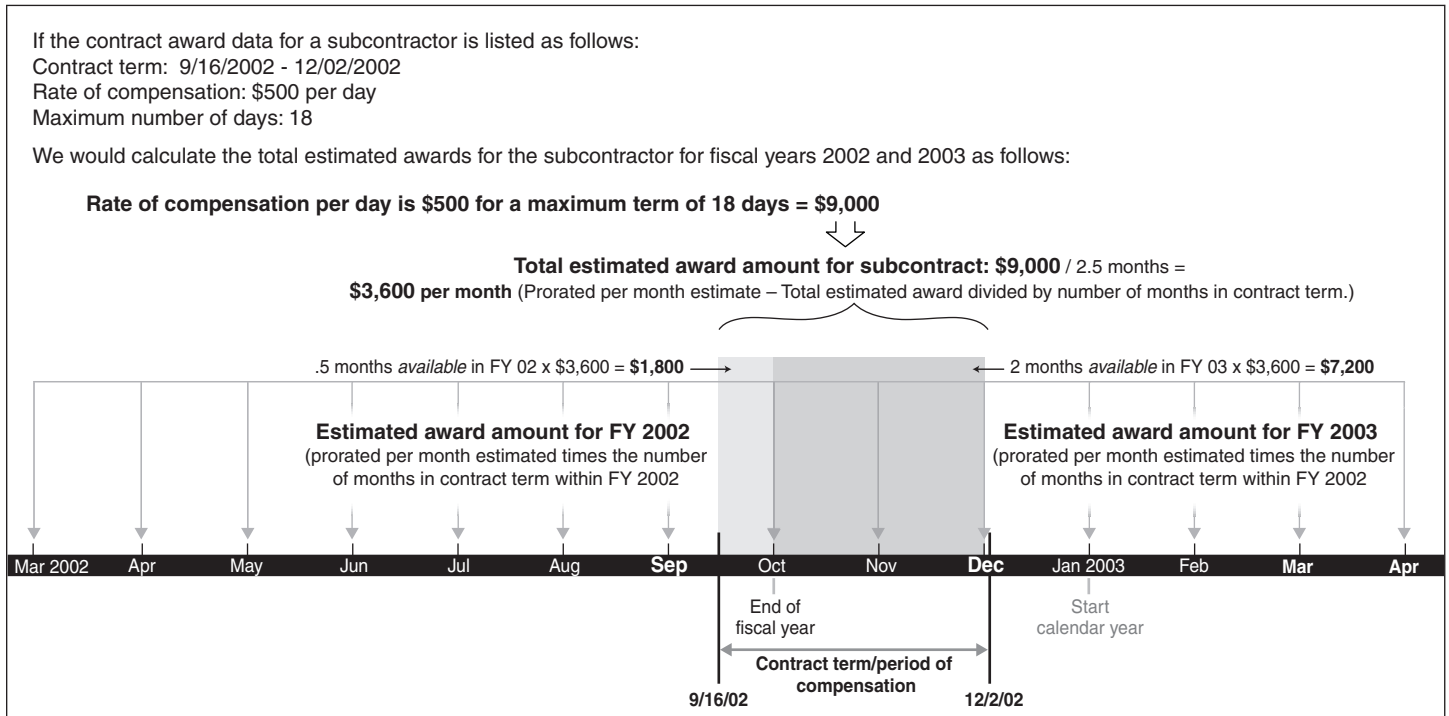 If the contract award data for a subcontractor is listed as follows:
Contract term:  9/16/2002 - 12/02/2002
Rate of compensation: $500 per day
Maximum number of days: 18
We would calculate the total estimated awards for the subcontractor for fiscal years 2002 and 2003 as follows:
Rate of compensation per day is $500 for a maximum term of 18 days = $9,000
Total estimated award amount for subcontract: $9,000 / 2.5 months =
$3,600 per month (Prorated per month estimate – Total estimated award divided by number of months in contract term.)
.5 months available in FY 02 x $3,600 = $1,800
2 months available in FY 03 x $3,600 = $7,200
Estimated award amount for FY 2002
(prorated per month estimated times the number
of months in contract term within FY 2002
Estimated award amount for FY 2003
(prorated per month estimated times the number
of months in contract term within FY 2002
Mar 2002 Apr May Jun Jul Aug Sep Oct Nov Dec Jan 2003 Feb Mar Apr
End of
fiscal year
Start
calendar year
Contract term/period of
compensation
9/16/02
12/2/02